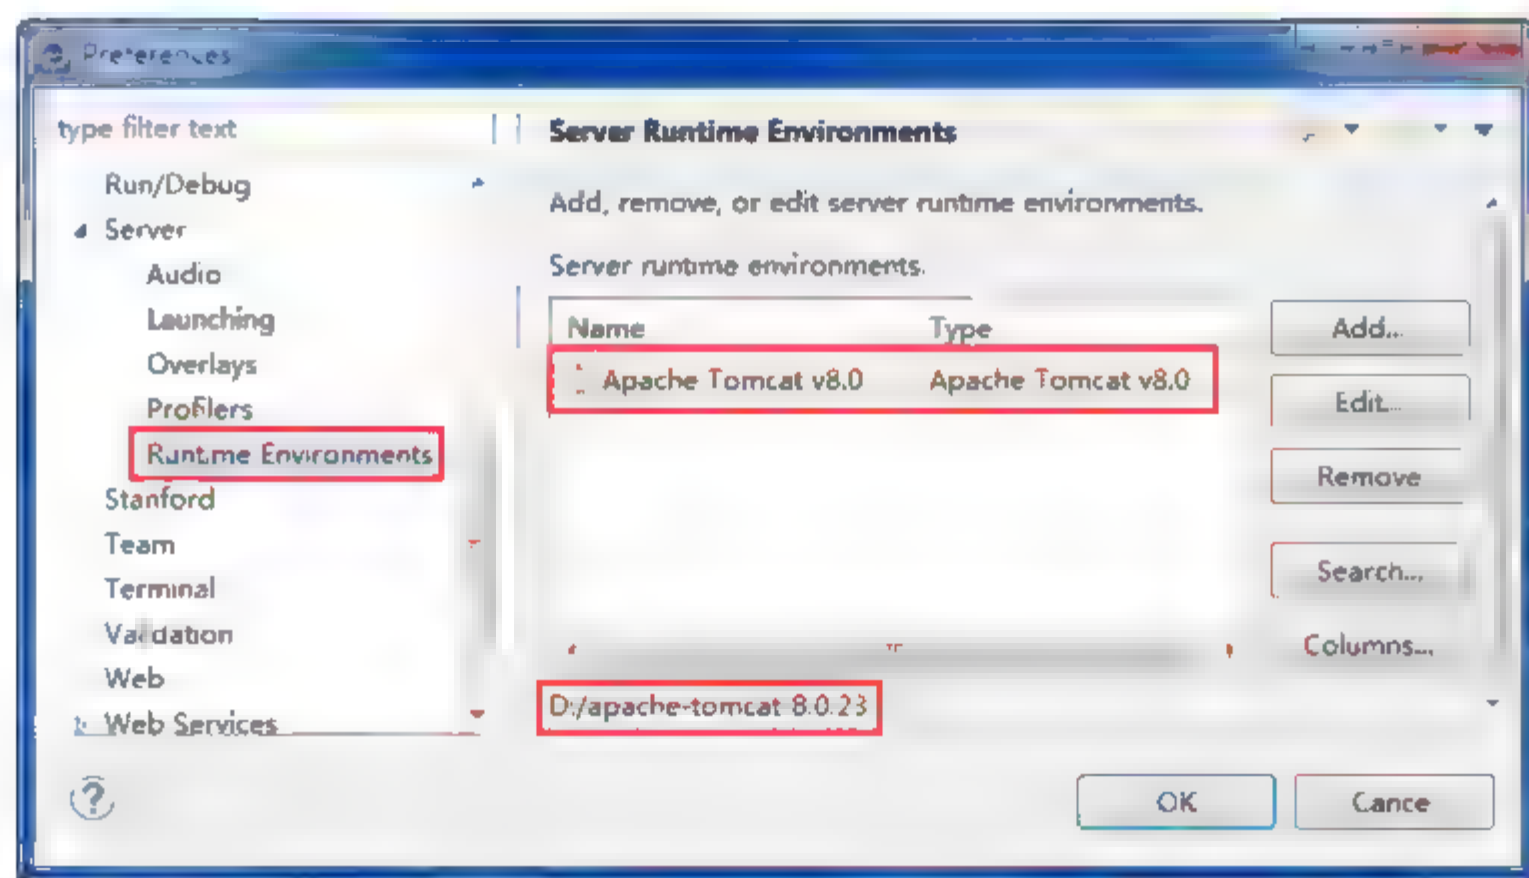 Preferences
type filter text
Run/Debug
Server
Audio
Launching
Overlays
Profilers
Runtime Environments
Stanford
Team
Terminal
Validation
Web
Web Services
Server Runtime Environments
Add, remove, or edit server runtime environments.
Server runtime environments.
Name Type
Apache Tomcat v8.0 Apache Tomcat v8.0
Add...
Edit...
Remove
Search...
Columns...
D:/apache-tomcat 8.0.23
OK
Cance